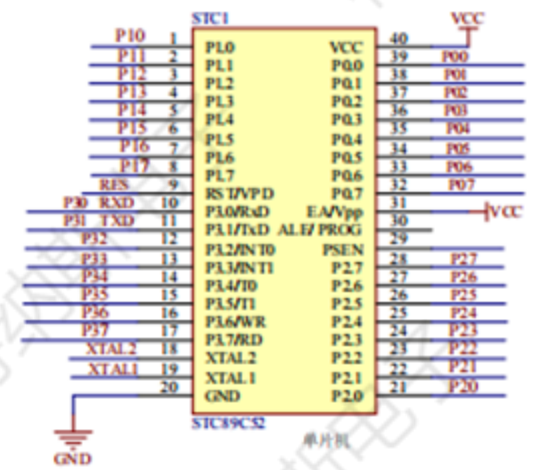 STC1
VCC
P10 1 P1.0 VCC 40
P11 2 P1.1 P0.0 39 P00
P12 3 P1.2 P0.1 38 P01
P13 4 P1.3 P0.2 37 P02
P14 5 P1.4 P0.3 36 P03
P15 6 P1.5 P0.4 35 P04
P16 7 P1.6 P0.5 34 P05
P17 8 P1.7 P0.6 33 P06
RES 9 RST/VPD P0.7 32 P07
P30 RXD 10 P3.0/RxD EA/Vpp 31 VCC
P31 TXD 11 P3.1/TxD ALE/PROG 30
P32 12 P3.2/INT0 PSEN 29
P33 13 P3.3/INT1 P2.7 28 P27
P34 14 P3.4/T0 P2.6 27 P26
P35 15 P3.5/T1 P2.5 26 P25
P36 16 P3.6/WR P2.4 25 P24
P37 17 P3.7/RD P2.3 24 P23
XTAL2 18 XTAL2 P2.2 23 P22
XTAL1 19 XTAL1 P2.1 22 P21
20 GND P2.0 21 P20
STC89C52
单片机
GND